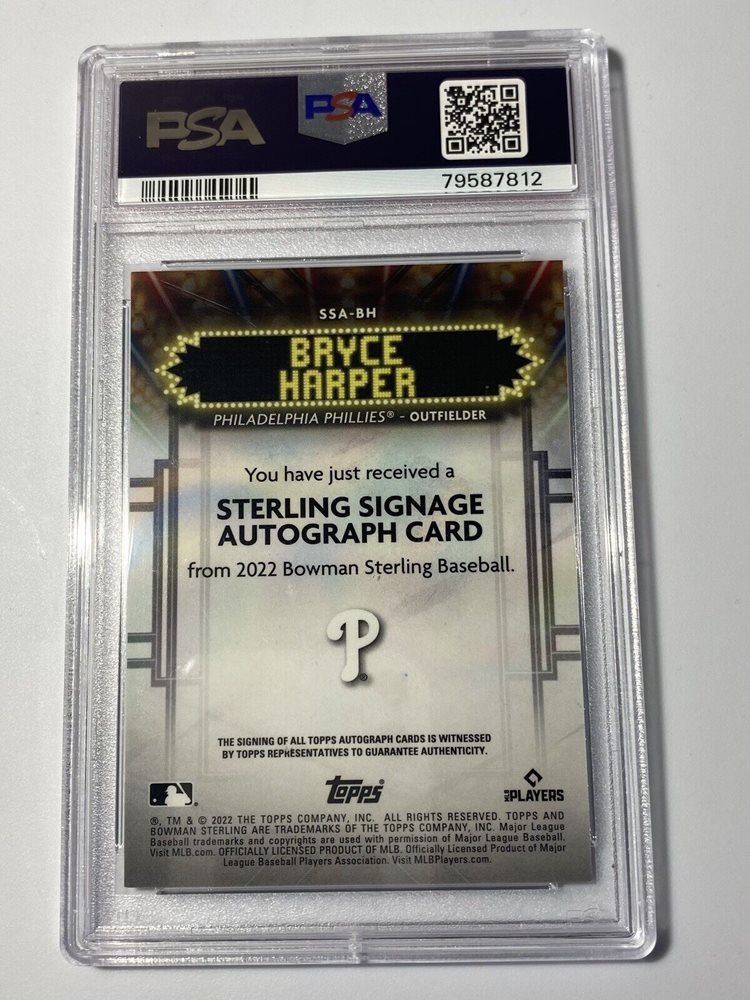 PSA
PSA
79587812
SSA-BH
BRYCE
HARPER
PHILADELPHIA PHILLIES® - OUTFIELDER
You have just received a
STERLING SIGNAGE
AUTOGRAPH CARD
from 2022 Bowman Sterling Baseball.
P®
THE SIGNING OF ALL TOPPS AUTOGRAPH CARDS IS WITNESSED
BY TOPPS REPRESENTATIVES TO GUARANTEE AUTHENTICITY.
topps
MLB PLAYERS
®, TM & © 2022 THE TOPPS COMPANY, INC. ALL RIGHTS RESERVED. TOPPS AND
BOWMAN STERLING ARE TRADEMARKS OF THE TOPPS COMPANY, INC. Major League
Baseball trademarks and copyrights are used with permission of Major League Baseball.
Visit MLB.com. OFFICIALLY LICENSED PRODUCT OF MLB. Officially Licensed Product of Major
League Baseball Players Association. Visit MLBPlayers.com.